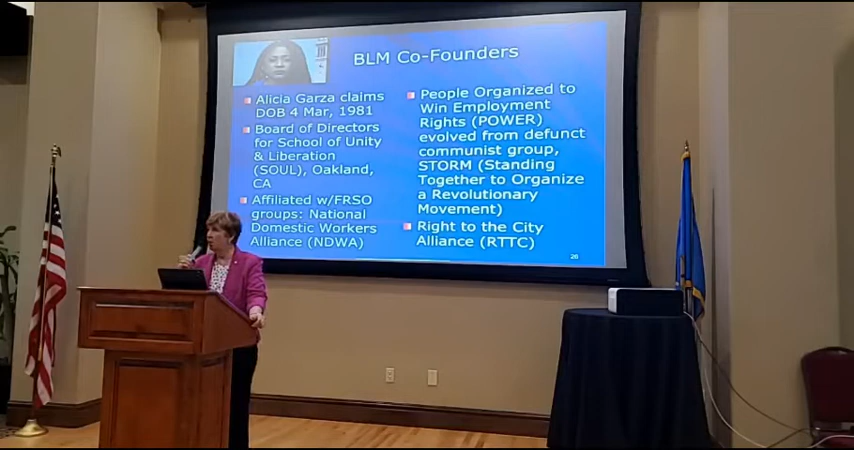 BLM Co-Founders
Alicia Garza claims
DOB 4 Mar, 1981
Board of Directors
for School of Unity
& Liberation
(SOUL), Oakland,
CA
Affiliated w/FRSO
groups: National
Domestic Workers
Alliance (NDWA)
People Organized to
Win Employment
Rights (POWER)
evolved from defunct
communist group,
STORM (Standing
Together to Organize
a Revolutionary
Movement)
Right to the City
Alliance (RTTC)
20